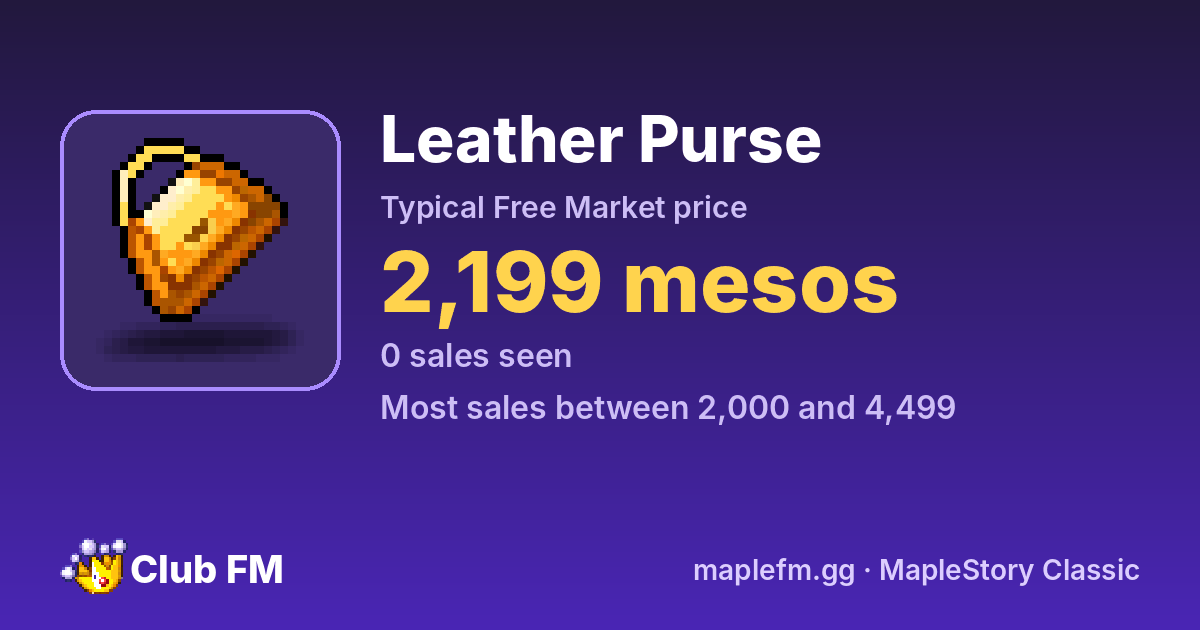 Leather Purse
Typical Free Market price
2,199 mesos
0 sales seen
Most sales between 2,000 and 4,499
Club FM
maplefm.gg · MapleStory Classic